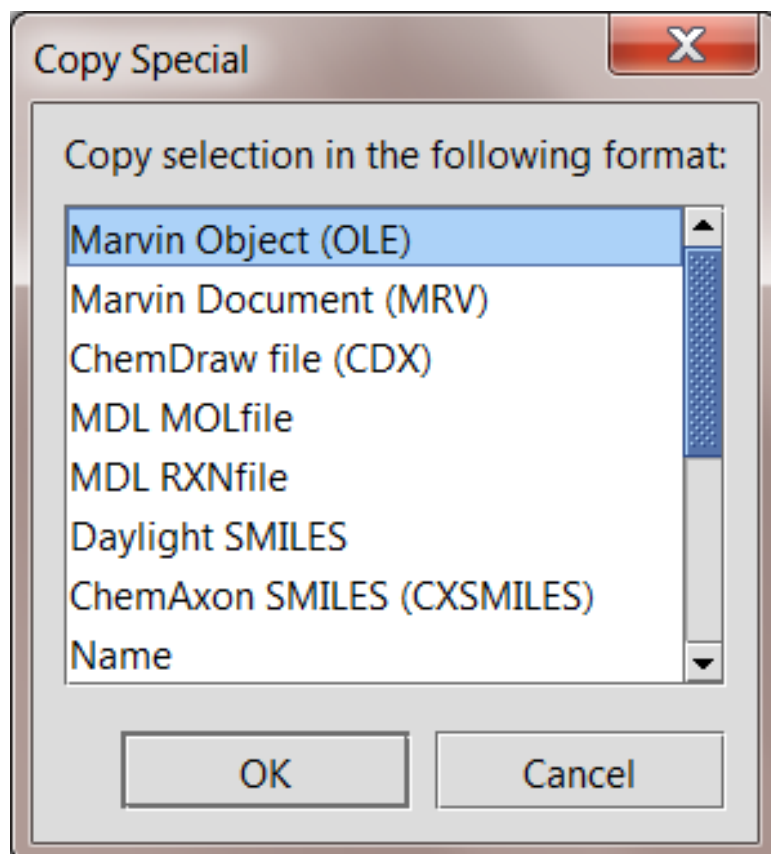 Copy Special
Copy selection in the following format:
Marvin Object (OLE)
Marvin Document (MRV)
ChemDraw file (CDX)
MDL MOLfile
MDL RXNfile
Daylight SMILES
ChemAxon SMILES (CXSMILES)
Name
OK
Cancel